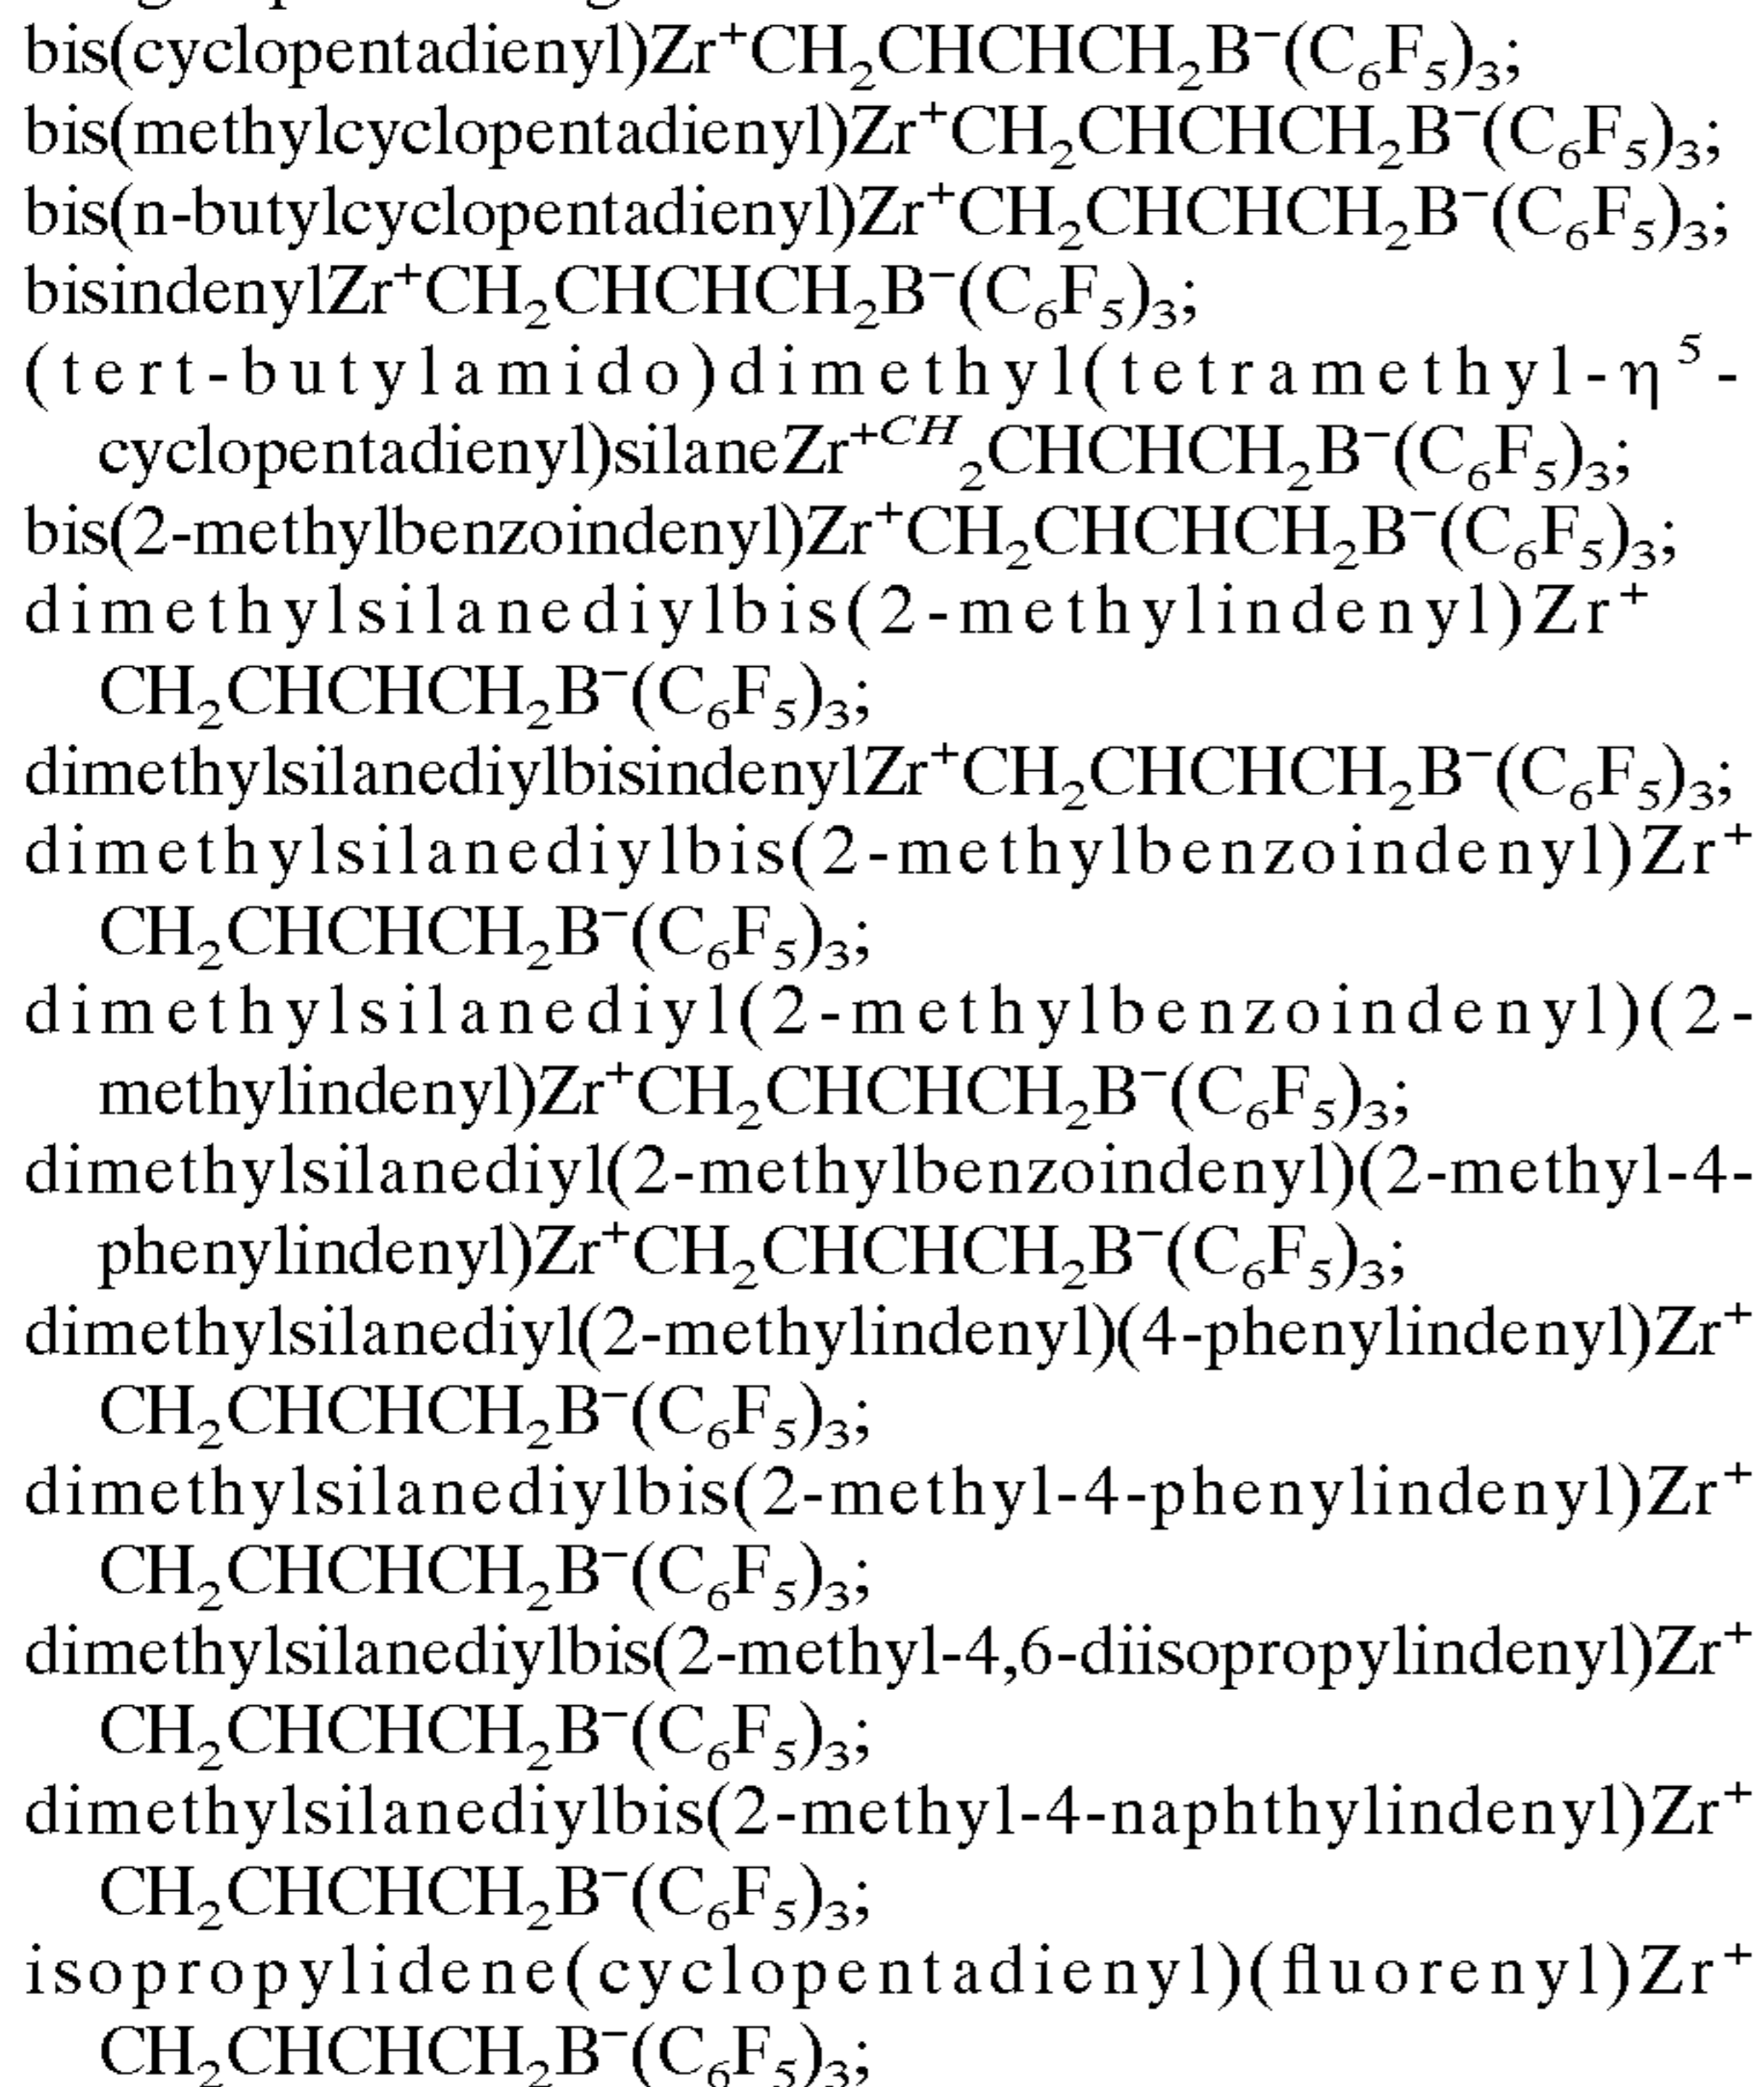 bis(cyclopentadienyl)Zr⁺CH₂CHCHCH₂B⁻(C₆F₅)₃;
bis(methylcyclopentadienyl)Zr⁺CH₂CHCHCH₂B⁻(C₆F₅)₃;
bis(n-butylcyclopentadienyl)Zr⁺CH₂CHCHCH₂B⁻(C₆F₅)₃;
bisindenylZr⁺CH₂CHCHCH₂B⁻(C₆F₅)₃;
(tert-butylamido)dimethyl(tetramethyl-η⁵-
cyclopentadienyl)silaneZr⁺ᶜᴴ₂CHCHCH₂B⁻(C₆F₅)₃;
bis(2-methylbenzoindenyl)Zr⁺CH₂CHCHCH₂B⁻(C₆F₅)₃;
dimethylsilanediylbis(2-methylindenyl)Zr⁺
CH₂CHCHCH₂B⁻(C₆F₅)₃;
dimethylsilanediylbisindenylZr⁺CH₂CHCHCH₂B⁻(C₆F₅)₃;
dimethylsilanediylbis(2-methylbenzoindenyl)Zr⁺
CH₂CHCHCH₂B⁻(C₆F₅)₃;
dimethylsilanediyl(2-methylbenzoindenyl)(2-
methylindenyl)Zr⁺CH₂CHCHCH₂B⁻(C₆F₅)₃;
dimethylsilanediyl(2-methylbenzoindenyl)(2-methyl-4-
phenylindenyl)Zr⁺CH₂CHCHCH₂B⁻(C₆F₅)₃;
dimethylsilanediyl(2-methylindenyl)(4-phenylindenyl)Zr⁺
CH₂CHCHCH₂B⁻(C₆F₅)₃;
dimethylsilanediylbis(2-methyl-4-phenylindenyl)Zr⁺
CH₂CHCHCH₂B⁻(C₆F₅)₃;
dimethylsilanediylbis(2-methyl-4,6-diisopropylindenyl)Zr⁺
CH₂CHCHCH₂B⁻(C₆F₅)₃;
dimethylsilanediylbis(2-methyl-4-naphthylindenyl)Zr⁺
CH₂CHCHCH₂B⁻(C₆F₅)₃;
isopropylidene(cyclopentadienyl)(fluorenyl)Zr⁺
CH₂CHCHCH₂B⁻(C₆F₅)₃;